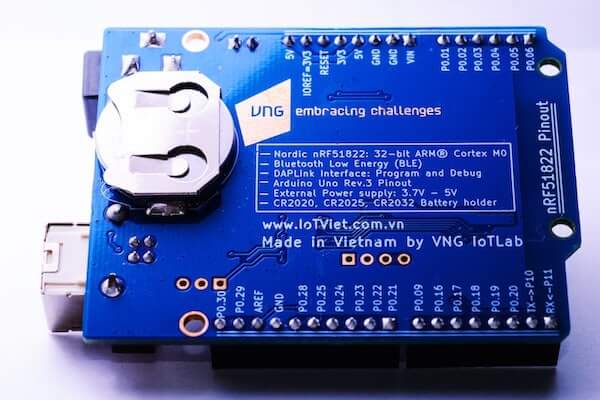 5V
IOREF=3V3
RESET
3V3
5V
GND
GND
VIN
P0.01
P0.02
P0.03
P0.04
P0.05
P0.06
VNG embracing challenges
— Nordic nRF51822: 32-bit ARM® Cortex M0
— Bluetooth Low Energy (BLE)
— DAPLink Interface: Program and Debug
— Arduino Uno Rev.3 Pinout
— External Power supply: 3.7V – 5V
— CR2020, CR2025, CR2032 Battery holder
nRF51822 Pinout
www.IoTViet.com.vn
Made in Vietnam by VNG IoTLab
P0.30
P0.29
AREF
GND
P0.28
P0.25
P0.24
P0.23
P0.22
P0.21
P0.09
P0.16
P0.17
P0.18
P0.19
P0.20
TX->P10
RX<-P11